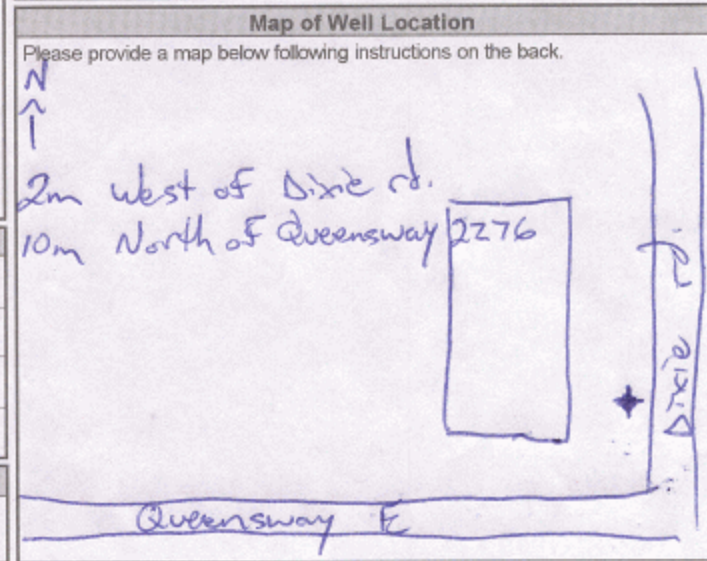 Map of Well Location
Please provide a map below following instructions on the back.
N
2m West of Dixie rd.
10m North of Queensway
2276
Dixie rd.
Queensway E